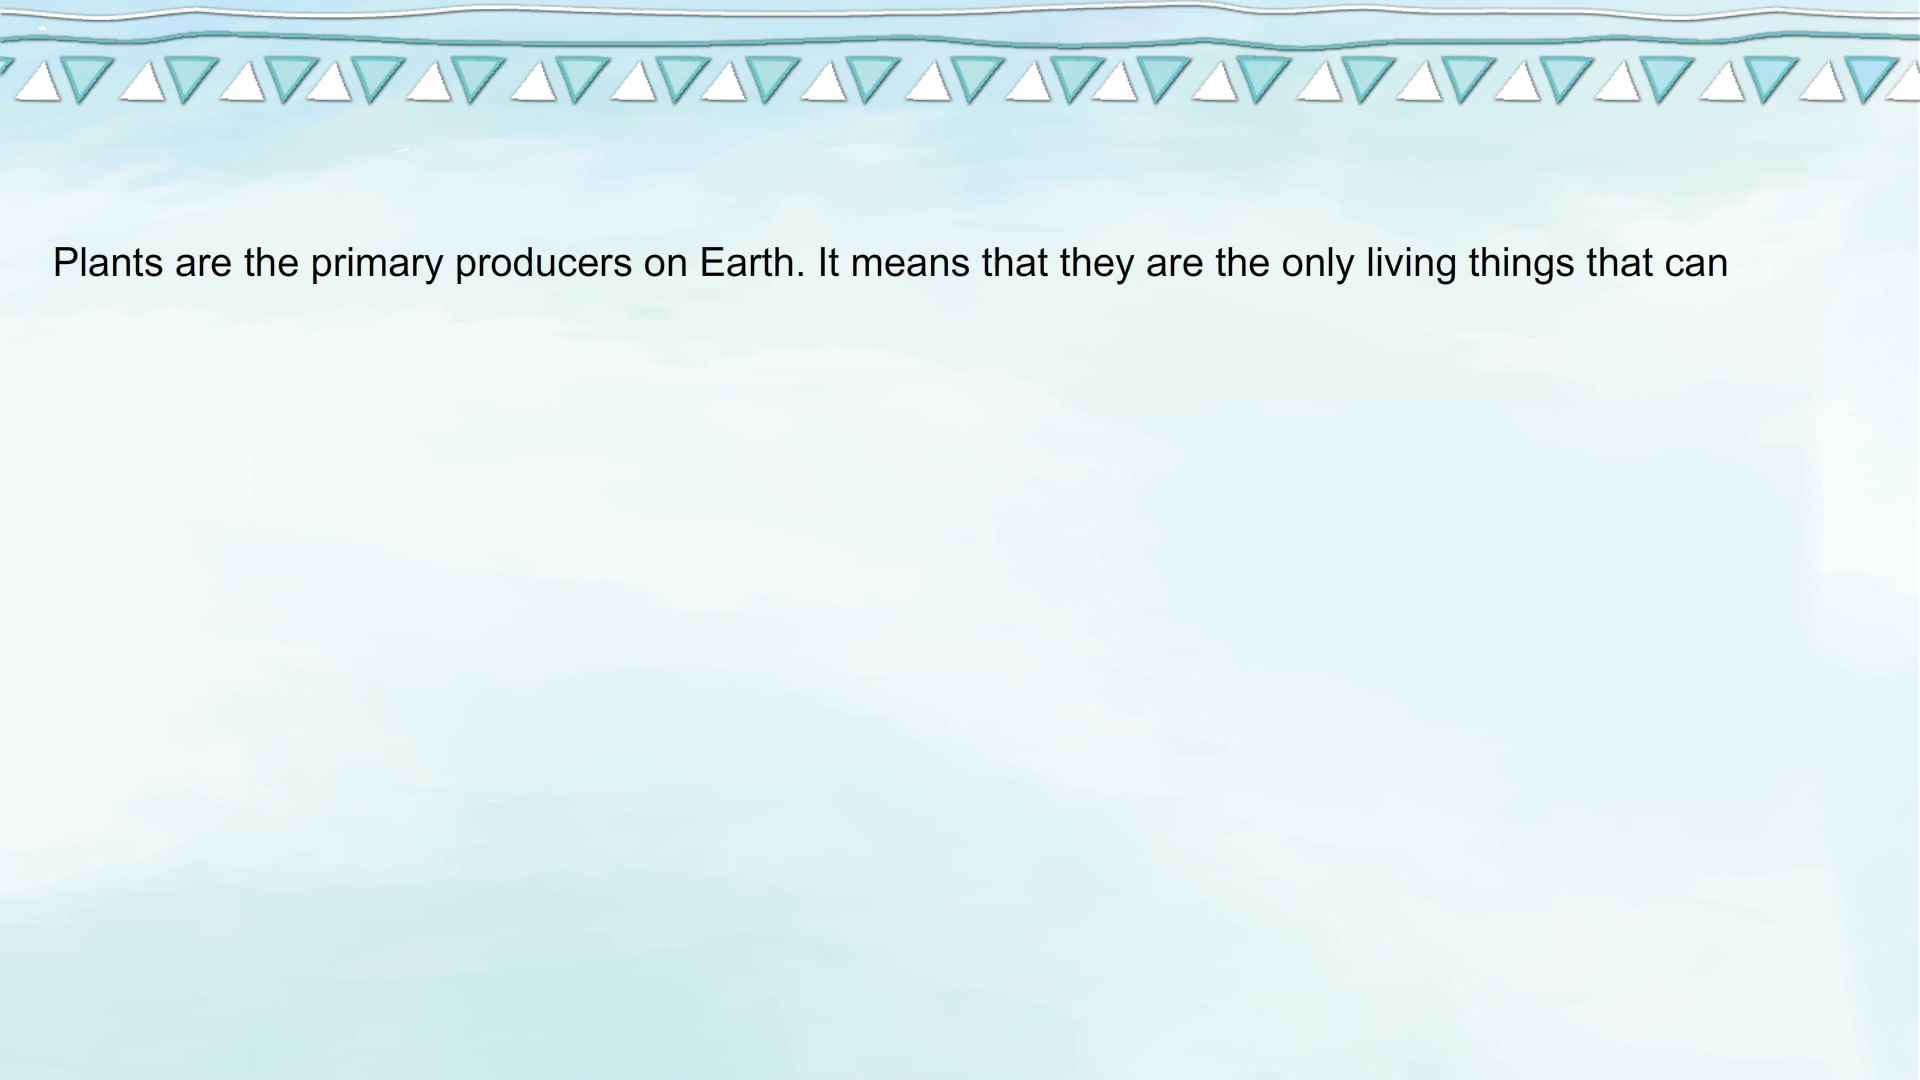 Plants are the primary producers on Earth. It means that they are the only living things that can